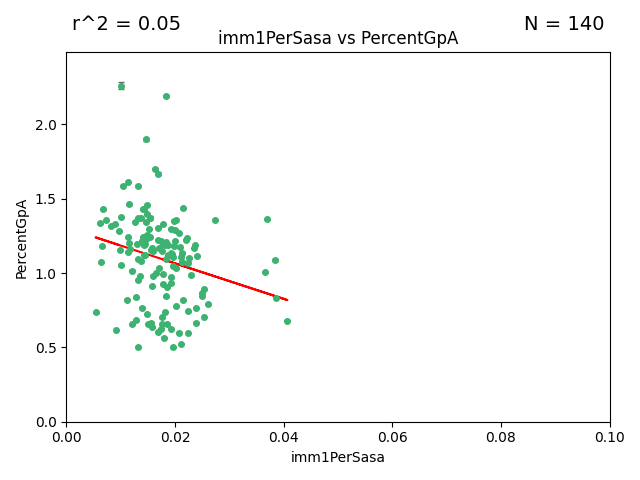 r^2 = 0.05
N = 140
imm1PerSasa vs PercentGpA
PercentGpA
2.0
1.5
1.0
0.5
0.0
0.00 0.02 0.04 0.06 0.08 0.10
imm1PerSasa